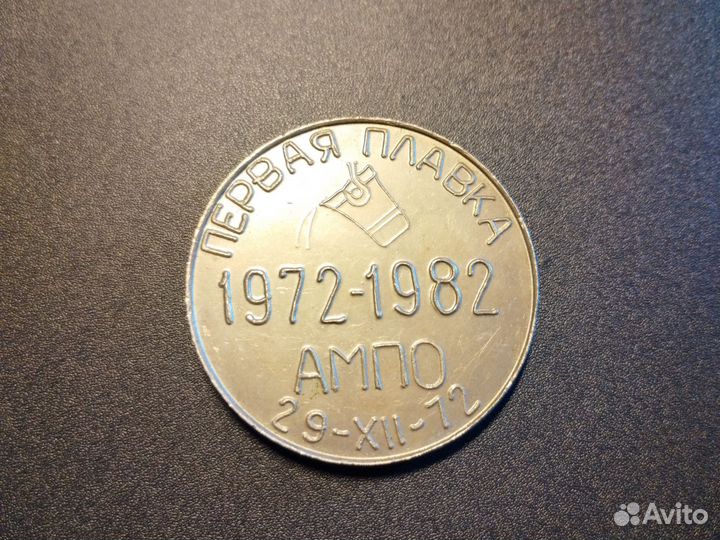 ПЕРВАЯ ПЛАВКА
1972-1982
АМПО
29-XII-72
Avito